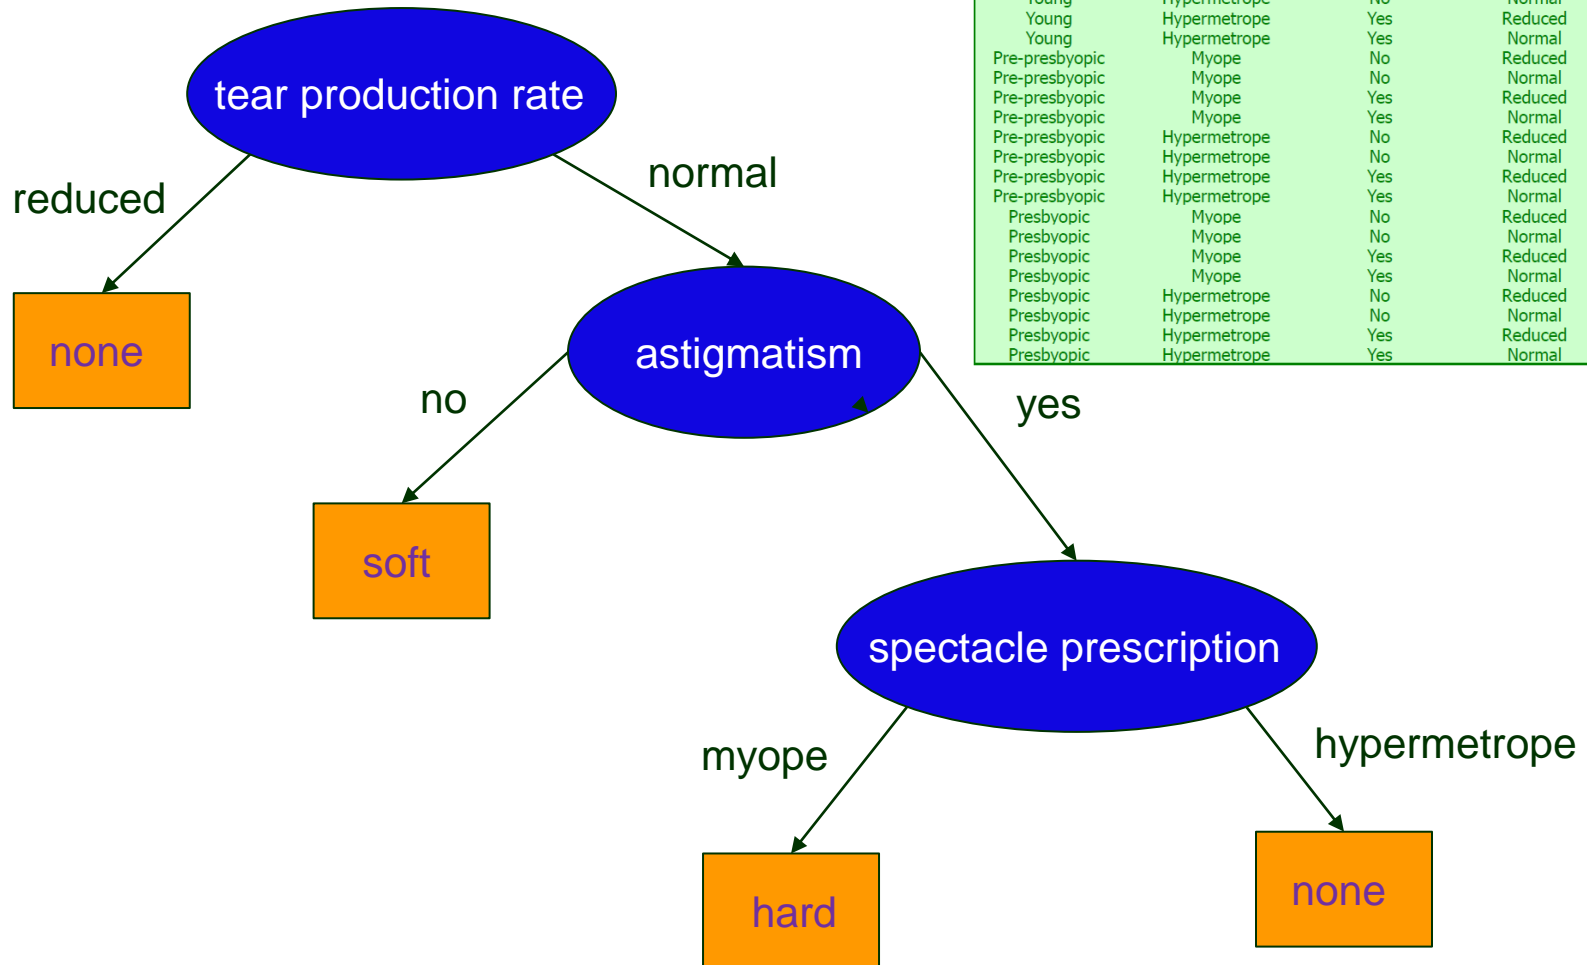 Young Hypermetrope No Normal
Young Hypermetrope Yes Reduced
Young Hypermetrope Yes Normal
Pre-presbyopic Myope No Reduced
Pre-presbyopic Myope No Normal
Pre-presbyopic Myope Yes Reduced
Pre-presbyopic Myope Yes Normal
Pre-presbyopic Hypermetrope No Reduced
Pre-presbyopic Hypermetrope No Normal
Pre-presbyopic Hypermetrope Yes Reduced
Pre-presbyopic Hypermetrope Yes Normal
Presbyopic Myope No Reduced
Presbyopic Myope No Normal
Presbyopic Myope Yes Reduced
Presbyopic Myope Yes Normal
Presbyopic Hypermetrope No Reduced
Presbyopic Hypermetrope No Normal
Presbyopic Hypermetrope Yes Reduced
Presbyopic Hypermetrope Yes Normal
tear production rate
reduced
normal
none
astigmatism
no
yes
soft
spectacle prescription
myope
hypermetrope
hard
none